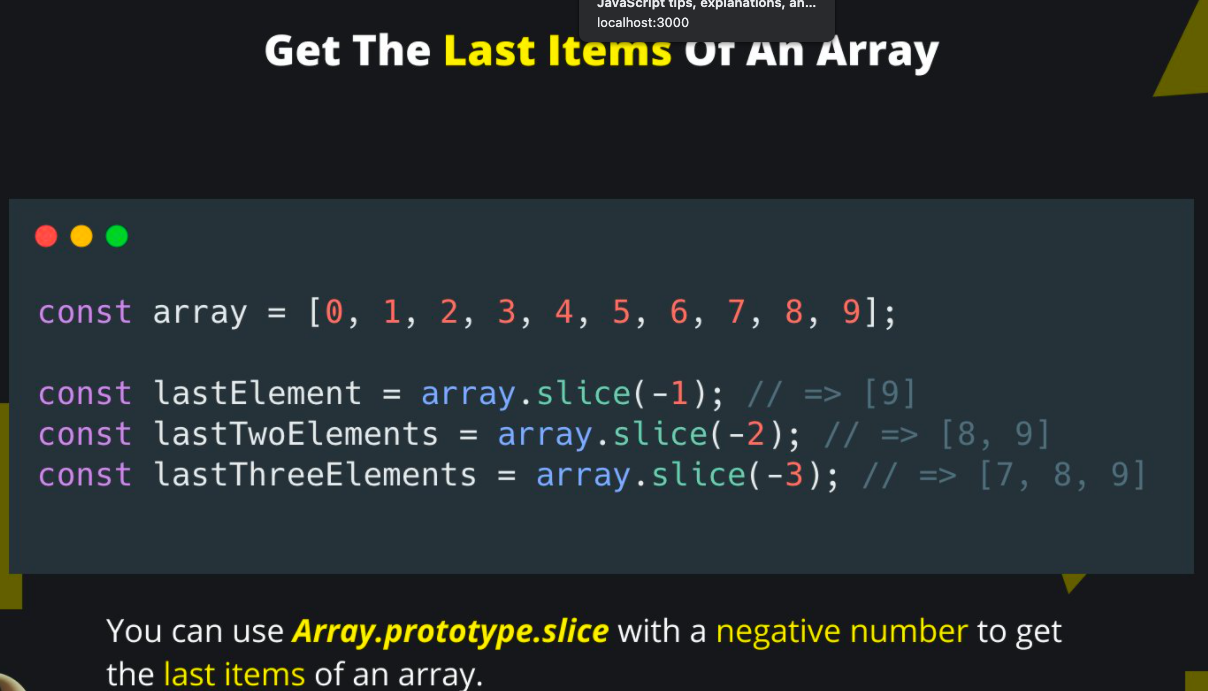 JavaScript tips, explanations, an...
localhost:3000
Get The Last Items Of An Array
const array = [0, 1, 2, 3, 4, 5, 6, 7, 8, 9];
const lastElement = array.slice(-1); // => [9]
const lastTwoElements = array.slice(-2); // => [8, 9]
const lastThreeElements = array.slice(-3); // => [7, 8, 9]
You can use Array.prototype.slice with a negative number to get
the last items of an array.